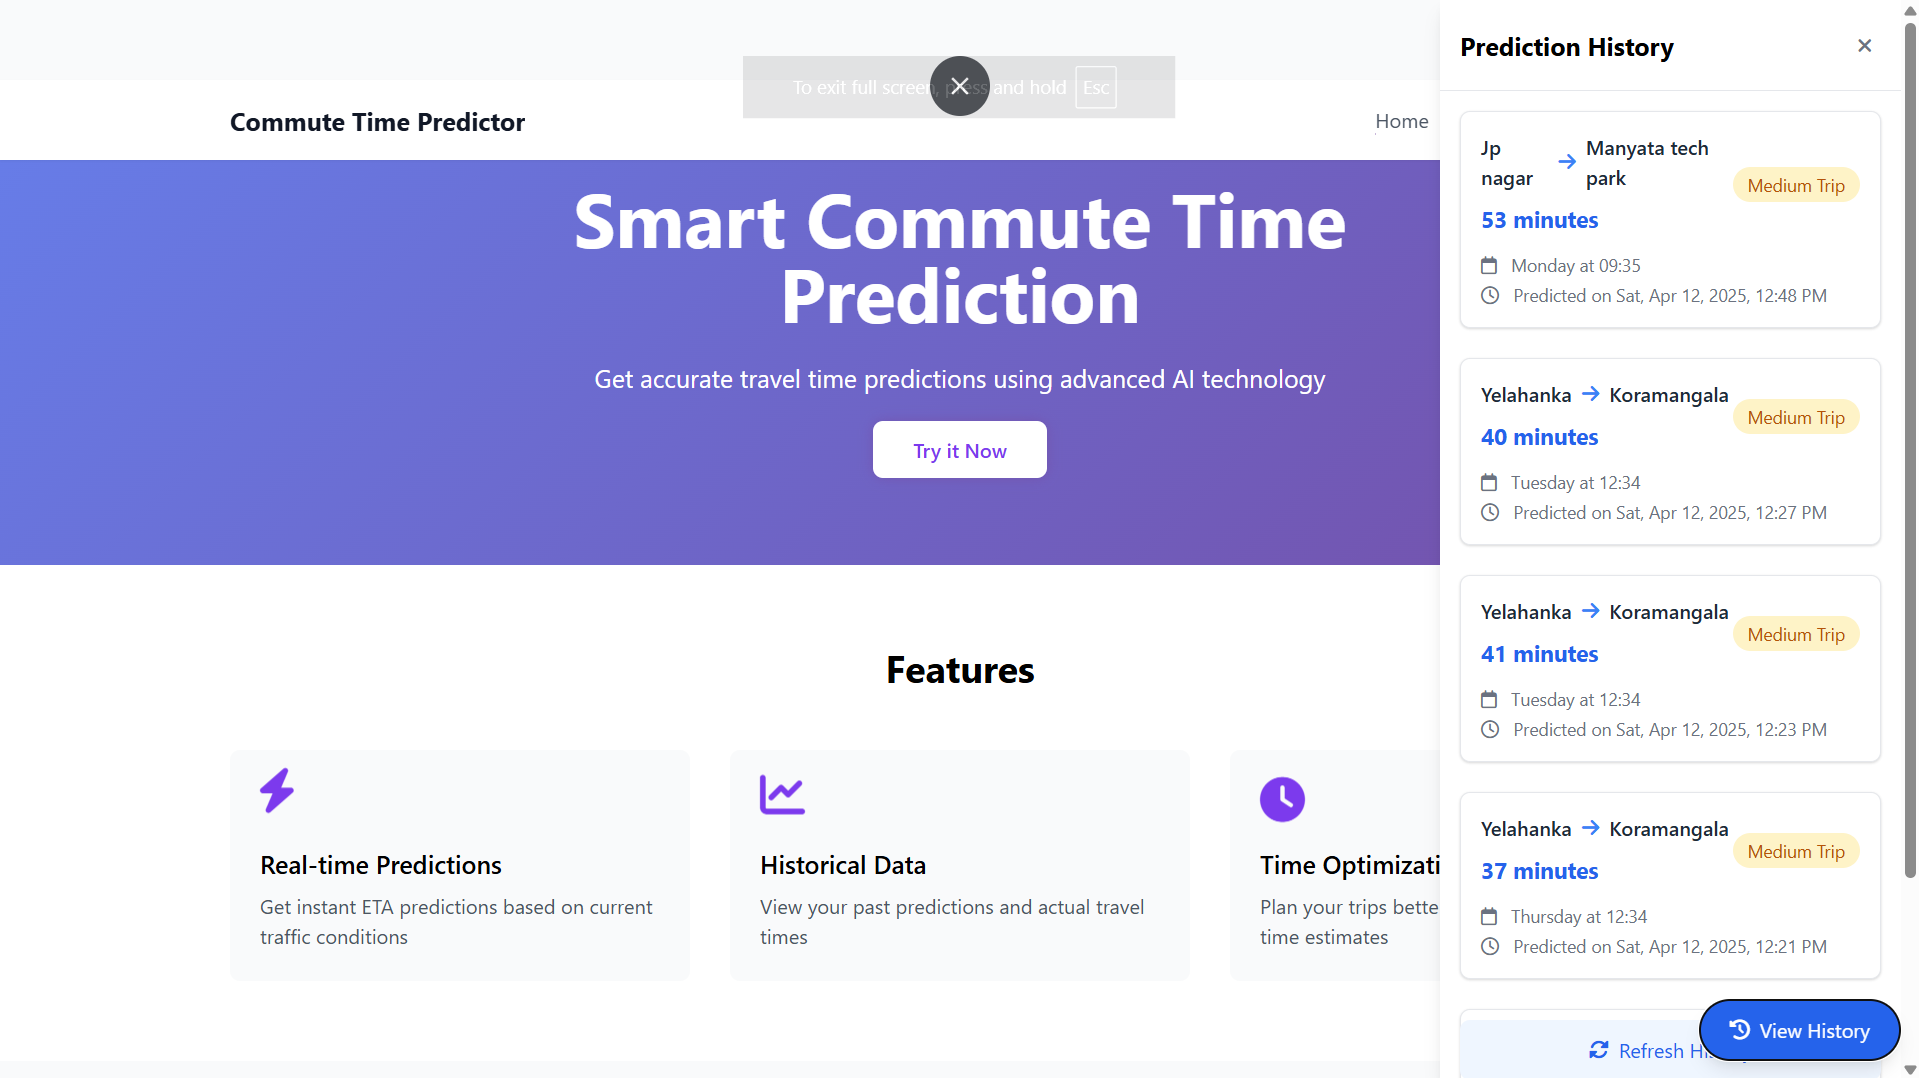 To exit full screen, press and hold Esc
Commute Time Predictor
Home
Smart Commute Time
Prediction
Get accurate travel time predictions using advanced AI technology
Try it Now
Features
Real-time Predictions
Get instant ETA predictions based on current
traffic conditions
Historical Data
View your past predictions and actual travel
times
Time Optimizati
Plan your trips bette
time estimates
Prediction History
Jp
nagar
Manyata tech
park
Medium Trip
53 minutes
Monday at 09:35
Predicted on Sat, Apr 12, 2025, 12:48 PM
Yelahanka → Koramangala
Medium Trip
40 minutes
Tuesday at 12:34
Predicted on Sat, Apr 12, 2025, 12:27 PM
Yelahanka → Koramangala
Medium Trip
41 minutes
Tuesday at 12:34
Predicted on Sat, Apr 12, 2025, 12:23 PM
Yelahanka → Koramangala
Medium Trip
37 minutes
Thursday at 12:34
Predicted on Sat, Apr 12, 2025, 12:21 PM
Refresh
View History